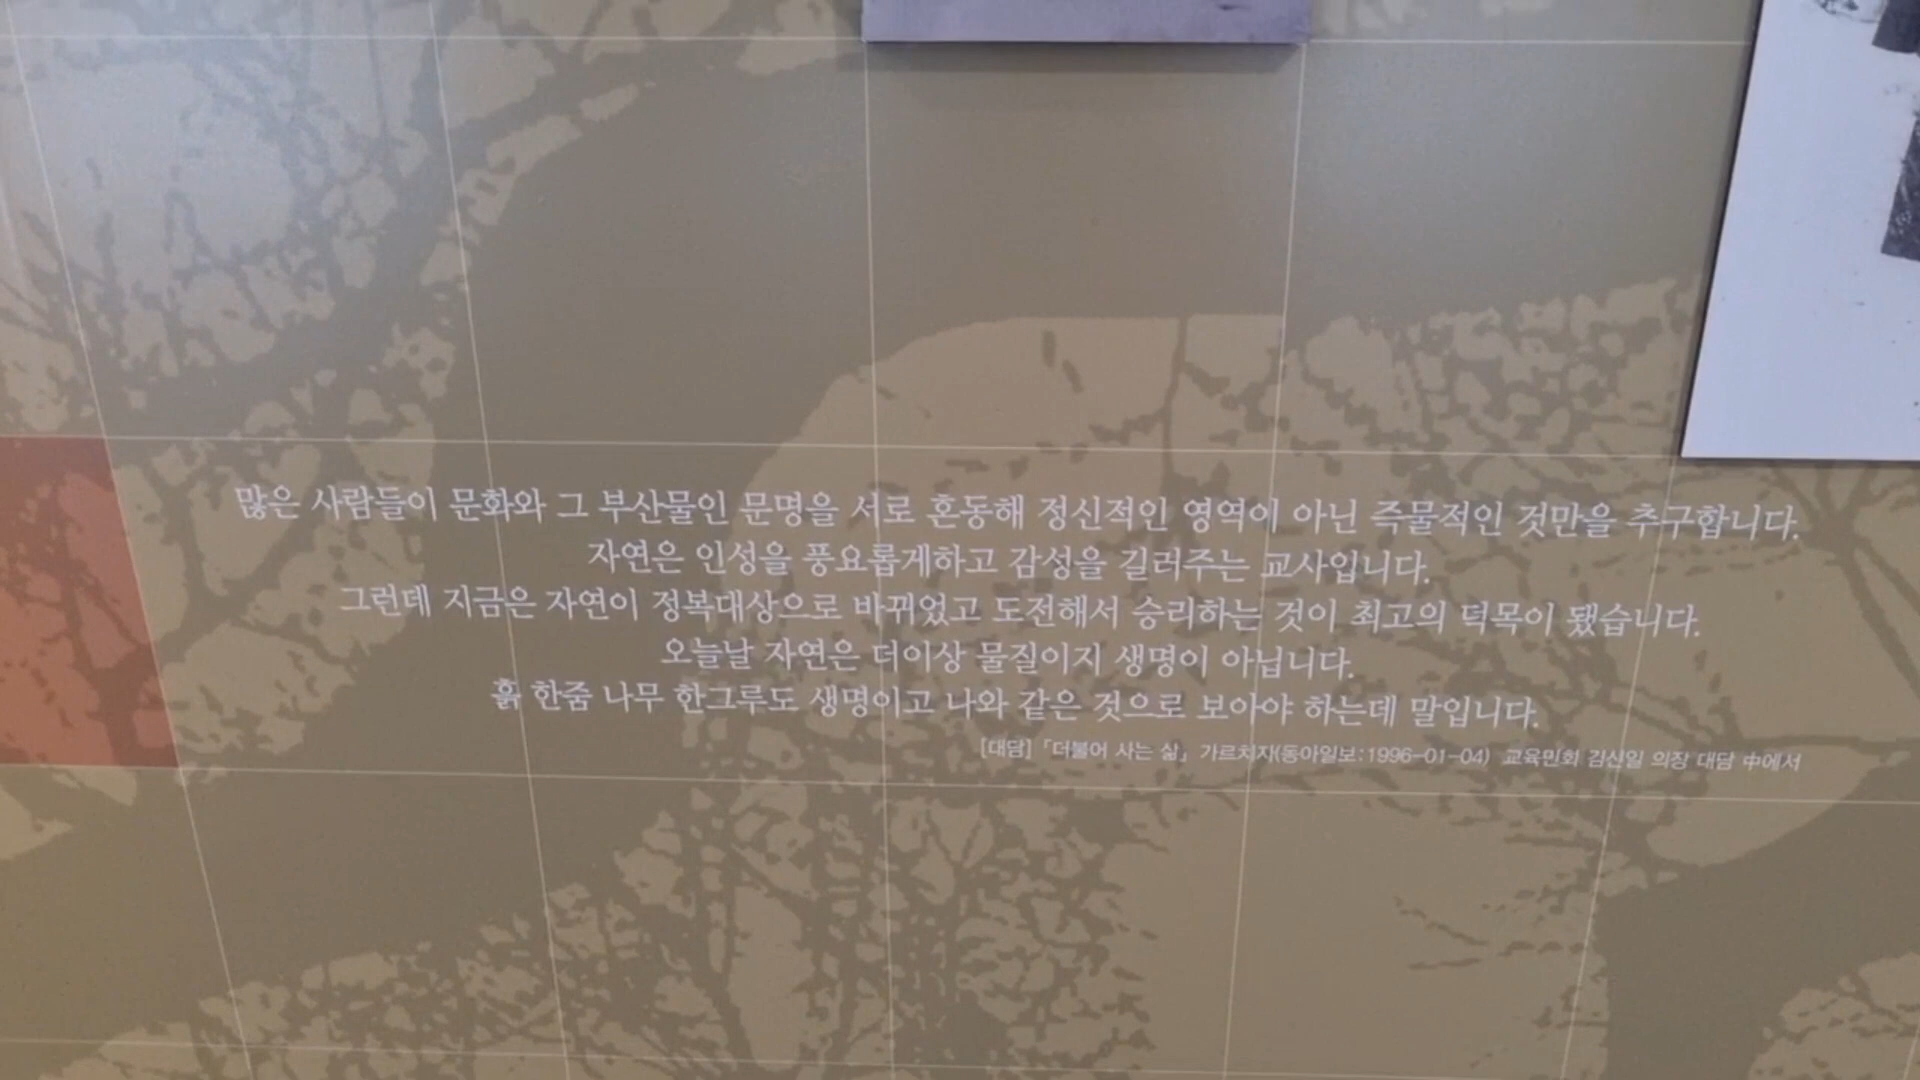 많은 사람들이 문화와 그 부산물인 문명을 서로 혼동해 정신적인 영역이 아닌 즉물적인 것만을 추구합니다.
자연은 인성을 풍요롭게하고 감성을 길러주는 교사입니다.
그런데 지금은 자연이 정복대상으로 바뀌었고 도전해서 승리하는 것이 최고의 덕목이 됐습니다.
오늘날 자연은 더이상 물질이지 생명이 아닙니다.
흙 한줌 나무 한그루도 생명이고 나와 같은 것으로 보아야 하는데 말입니다.
[대담]「더불어 사는 삶」가르치자(동아일보:1996-01-04) 교육민회 김신일 의장 대담 中에서